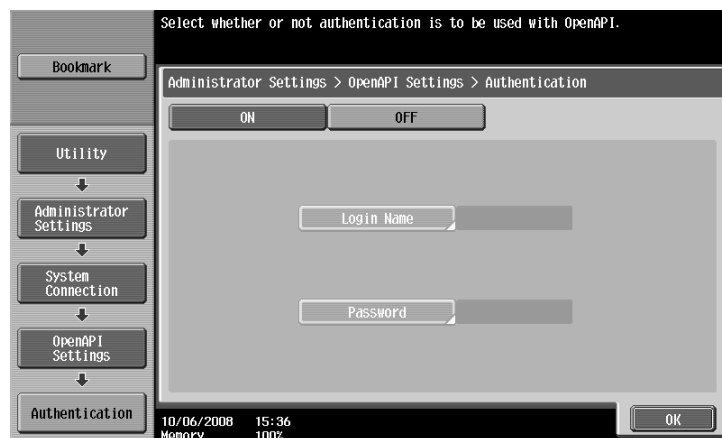 Select whether or not authentication is to be used with OpenAPI.
Bookmark
Administrator Settings > OpenAPI Settings > Authentication
ON
OFF
Utility
Administrator
Settings
System
Connection
OpenAPI
Settings
Authentication
Login Name
Password
10/06/2008 15:36
Memory 100%
OK